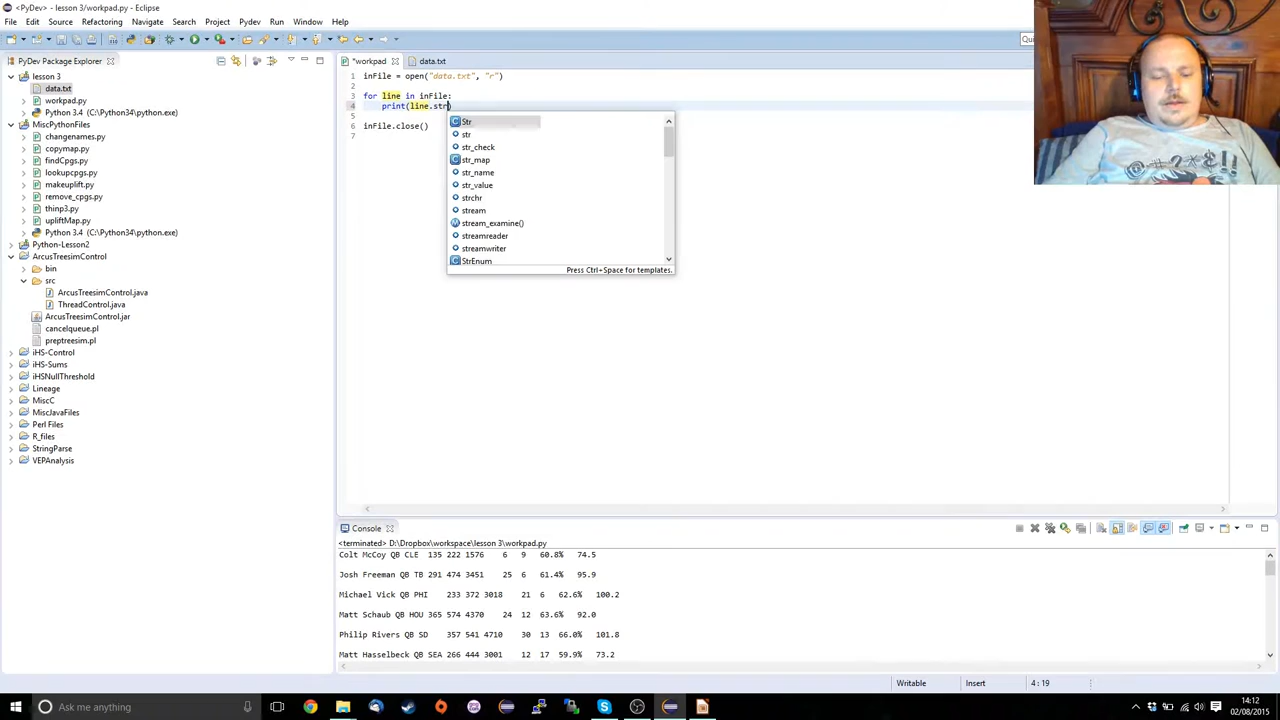 <PyDev> - lesson 3/workpad.py - Eclipse
File Edit Source Refactoring Navigate Search Project Pydev Run Window Help
Qui
PyDev Package Explorer
*workpad
data.txt
lesson 3
data.txt
workpad.py
Python 3.4 (C:\Python34\python.exe)
MiscPythonFiles
changenames.py
copymap.py
findCpgs.py
lookupcpgs.py
makeuplift.py
remove_cpgs.py
thinp3.py
upliftMap.py
Python 3.4 (C:\Python34\python.exe)
Python-Lesson2
ArcusTreesimControl
bin
src
ArcusTreesimControl.java
ThreadControl.java
ArcusTreesimControl.jar
cancelqueue.pl
preptreesim.pl
iHS-Control
iHS-Sums
iHSNullThreshold
Lineage
MiscC
MiscJavaFiles
Perl Files
R_files
StringParse
VEPAnalysis
1 inFile = open("data.txt", "r")
2
3 for line in inFile:
4 print(line.str)
5
6 inFile.close()
7
Str
str
str_check
str_map
str_name
str_value
strchr
stream
stream_examine()
streamreader
streamwriter
StrEnum
Press Ctrl+Space for templates.
@#*%*$!
Console
<terminated> D:\Dropbox\workspace\lesson 3\workpad.py
Colt McCoy QB CLE 135 222 1576 6 9 60.8% 74.5
Josh Freeman QB TB 291 474 3451 25 6 61.4% 95.9
Michael Vick QB PHI 233 372 3018 21 6 62.6% 100.2
Matt Schaub QB HOU 365 574 4370 24 12 63.6% 92.0
Philip Rivers QB SD 357 541 4710 30 13 66.0% 101.8
Matt Hasselbeck QB SEA 266 444 3001 12 17 59.9% 73.2
Writable Insert 4 : 19
Ask me anything
14:12
02/08/2015